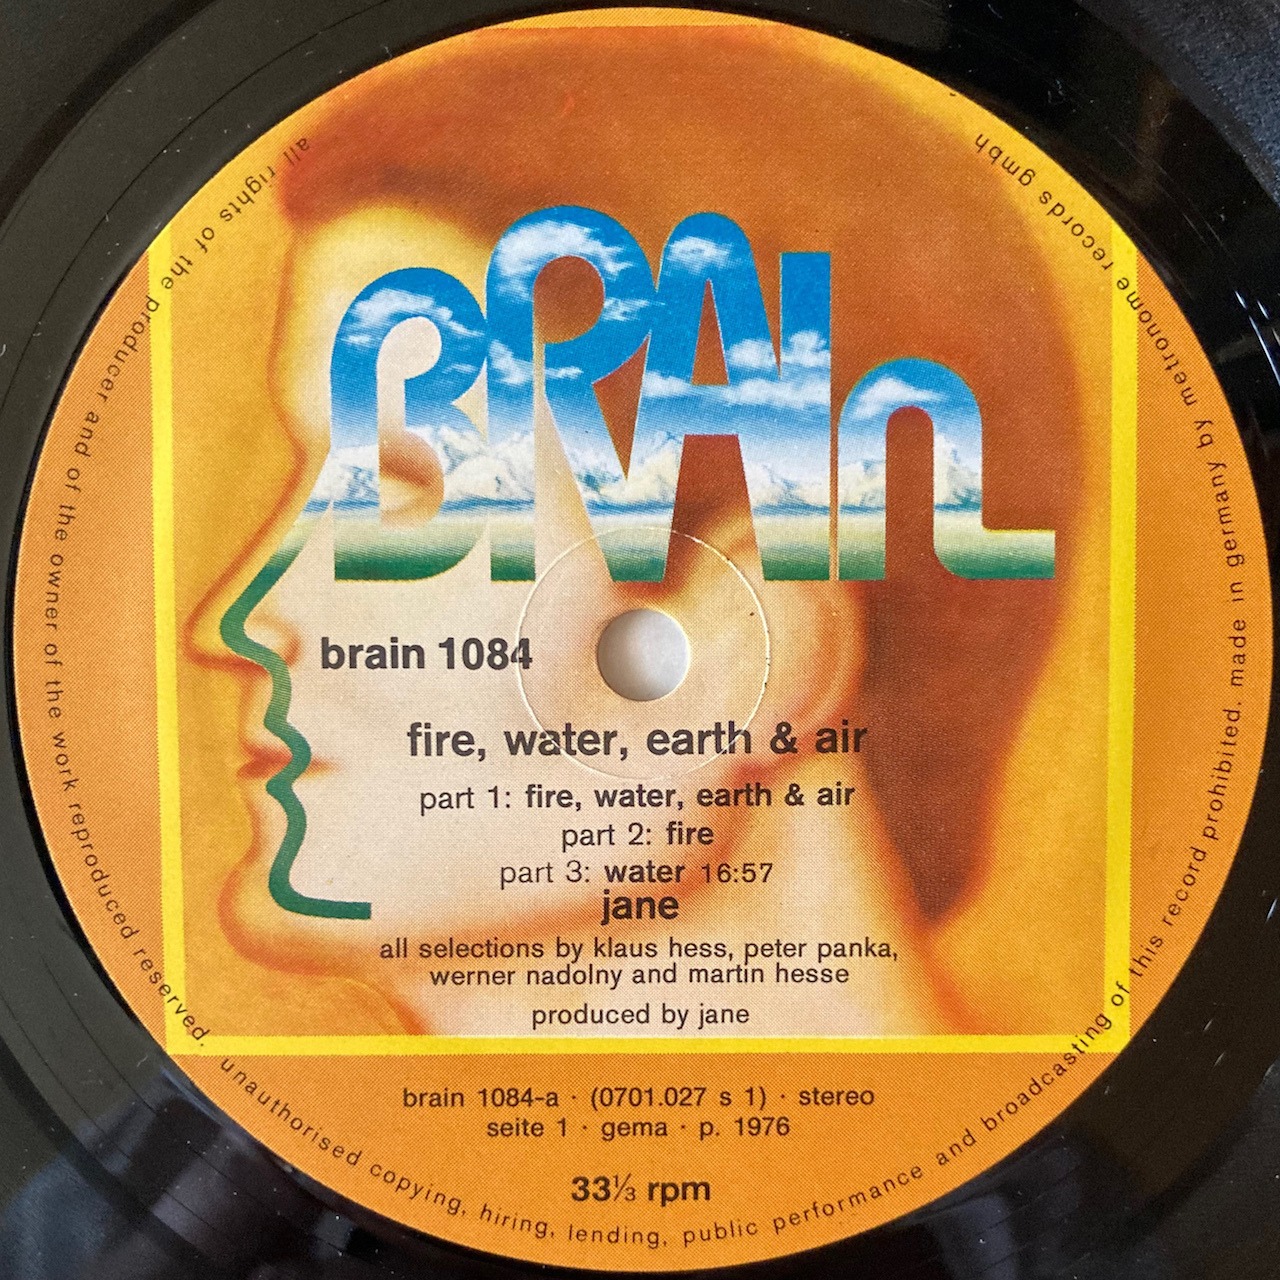 BRAIn
brain 1084
fire, water, earth & air
part 1: fire, water, earth & air
part 2: fire
part 3: water 16:57
jane
all selections by klaus hess, peter panka,
werner nadolny and martin hesse
produced by jane
brain 1084-a · (0701.027 s 1) · stereo
seite 1 · gema · p. 1976
33⅓ rpm
all rights of the producer and of the owner of the work reproduced reserved. unauthorised copying, hiring, lending, public performance and broadcasting of this record prohibited. made in germany by metronome records gmbh